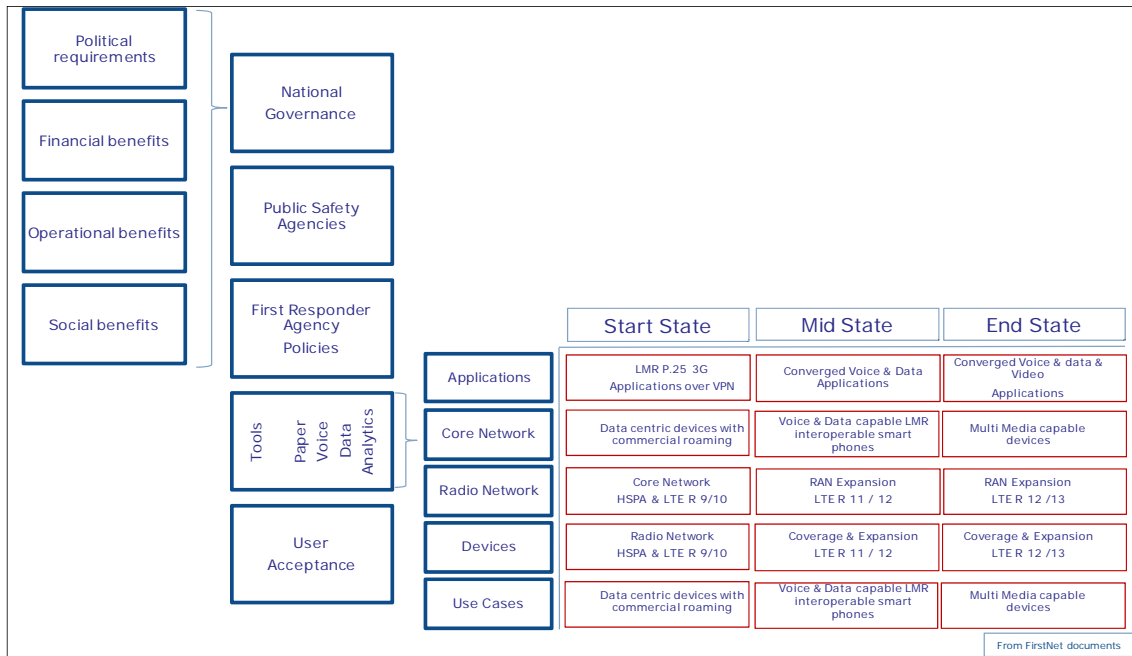 Political
requirements
Financial benefits
Operational benefits
Social benefits
National
Governance
Public Safety
Agencies
First Responder
Agency
Policies
Tools
Paper
Voice
Data
Analytics
User
Acceptance
Start State
Mid State
End State
Applications
LMR P.25 3G
Applications over VPN
Converged Voice & Data
Applications
Converged Voice & data &
Video
Applications
Core Network
Data centric devices with
commercial roaming
Voice & Data capable LMR
interoperable smart
phones
Multi Media capable
devices
Radio Network
Core Network
HSPA & LTE R 9/10
RAN Expansion
LTE R 11 / 12
RAN Expansion
LTE R 12 /13
Devices
Radio Network
HSPA & LTE R 9/10
Coverage & Expansion
LTE R 11 / 12
Coverage & Expansion
LTE R 12 /13
Use Cases
Data centric devices with
commercial roaming
Voice & Data capable LMR
interoperable smart
phones
Multi Media capable
devices
From FirstNet documents